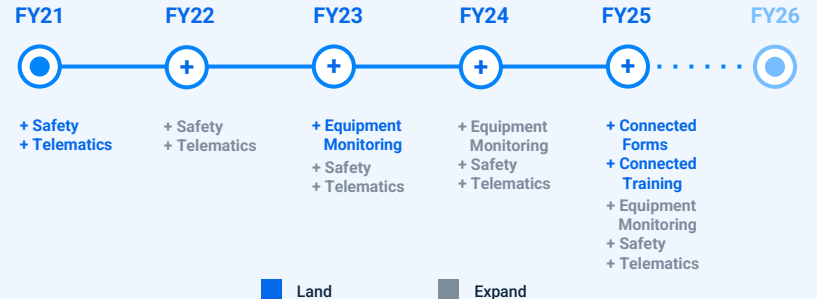 FY21 FY22 FY23 FY24 FY25 FY26
+ Safety
+ Telematics
+ Safety
+ Telematics
+ Equipment
Monitoring
+ Safety
+ Telematics
+ Equipment
Monitoring
+ Safety
+ Telematics
+ Connected
Forms
+ Connected
Training
+ Equipment
Monitoring
+ Safety
+ Telematics
Land Expand